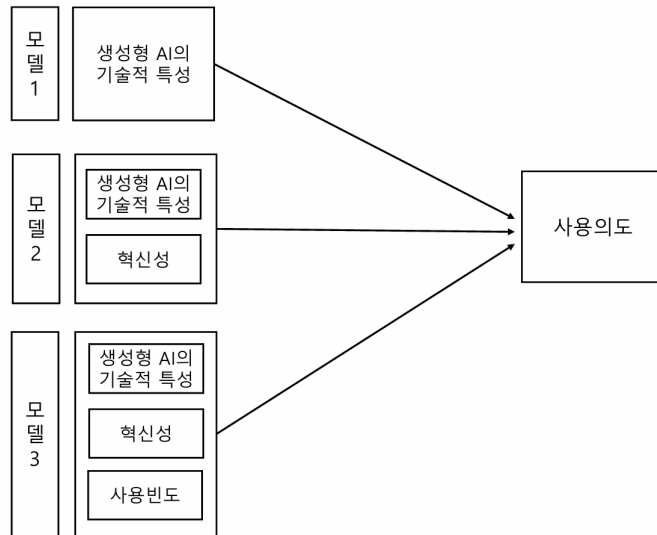 모델1
생성형 AI의
기술적 특성
모델2
생성형 AI의
기술적 특성
혁신성
모델3
생성형 AI의
기술적 특성
혁신성
사용빈도
사용의도